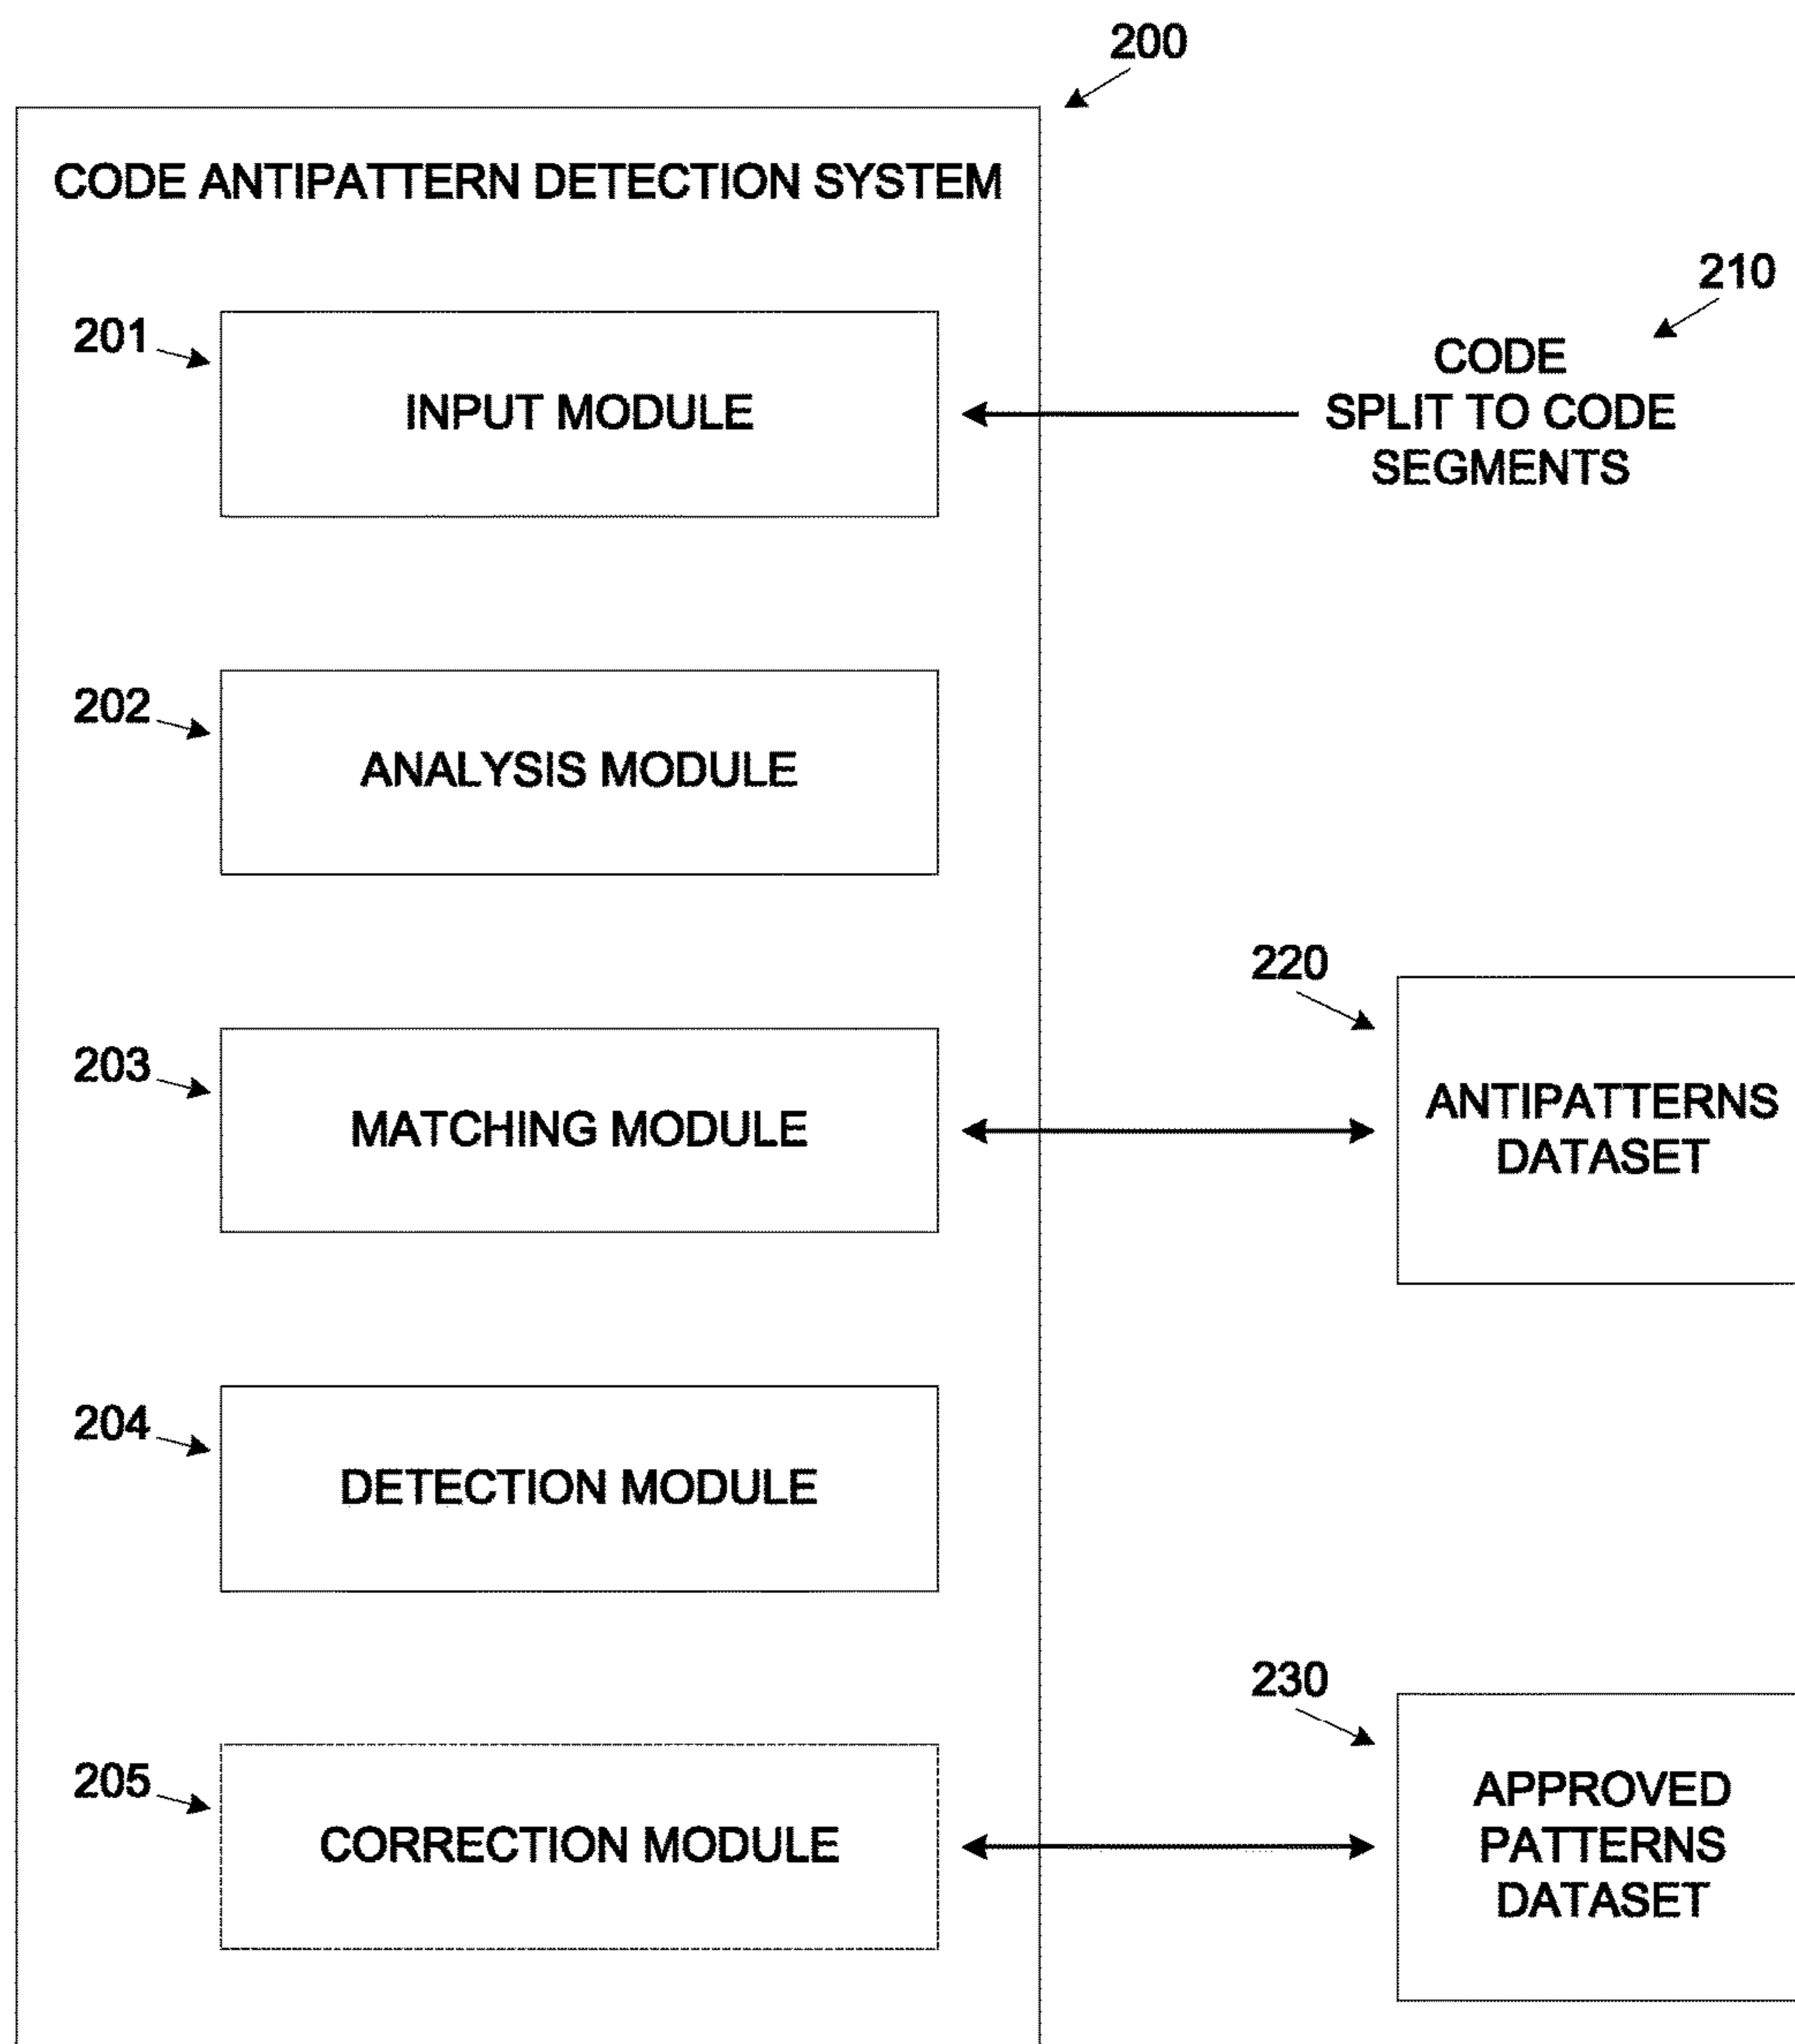 200
CODE ANTIPATTERN DETECTION SYSTEM
210
201
INPUT MODULE
CODE
SPLIT TO CODE
SEGMENTS
202
ANALYSIS MODULE
220
203
MATCHING MODULE
ANTIPATTERNS
DATASET
204
DETECTION MODULE
230
205
CORRECTION MODULE
APPROVED
PATTERNS
DATASET